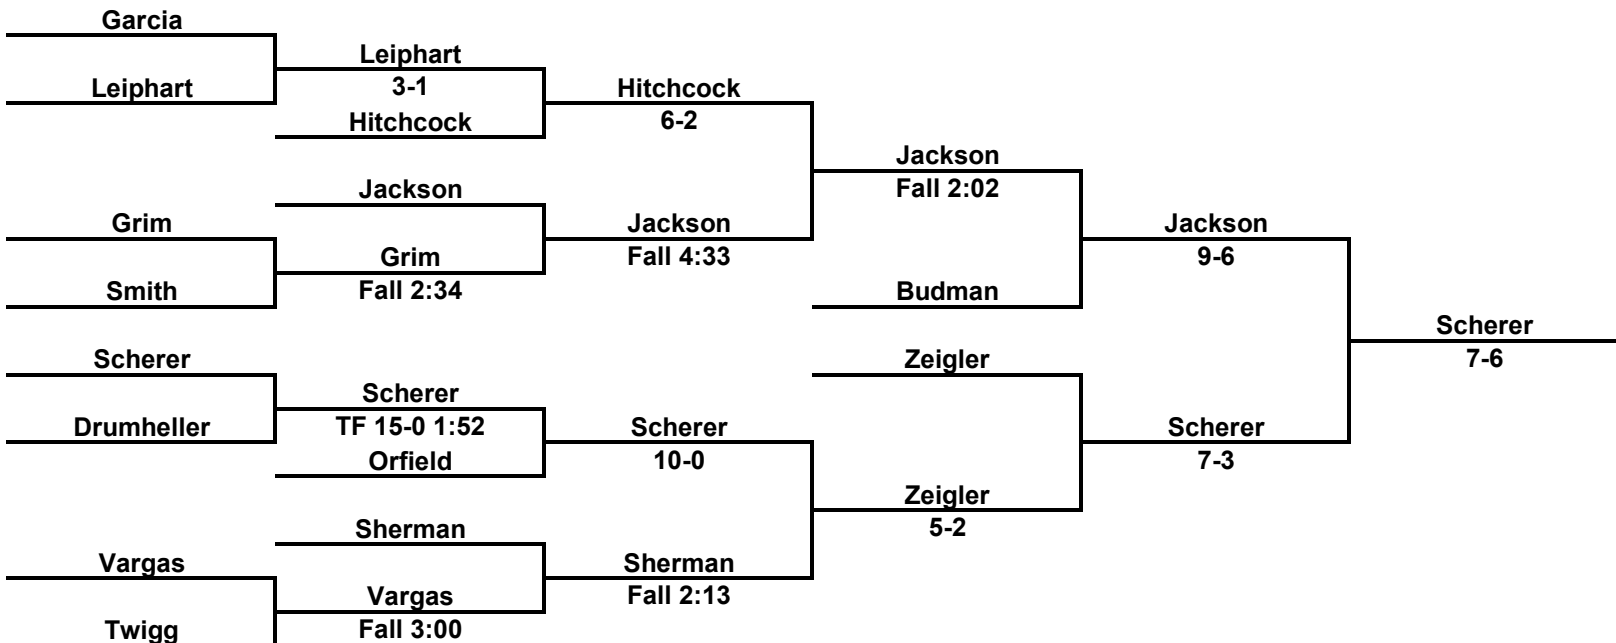 Garcia
Leiphart
Leiphart
3-1
Hitchcock
Hitchcock
6-2
Jackson
Fall 2:02
Jackson
Grim
Jackson
Fall 4:33
Jackson
9-6
Grim
Fall 2:34
Smith
Budman
Scherer
7-6
Scherer
Zeigler
Scherer
TF 15-0 1:52
Drumheller
Scherer
10-0
Scherer
7-3
Orfield
Zeigler
5-2
Sherman
Vargas
Sherman
Fall 2:13
Vargas
Fall 3:00
Twigg